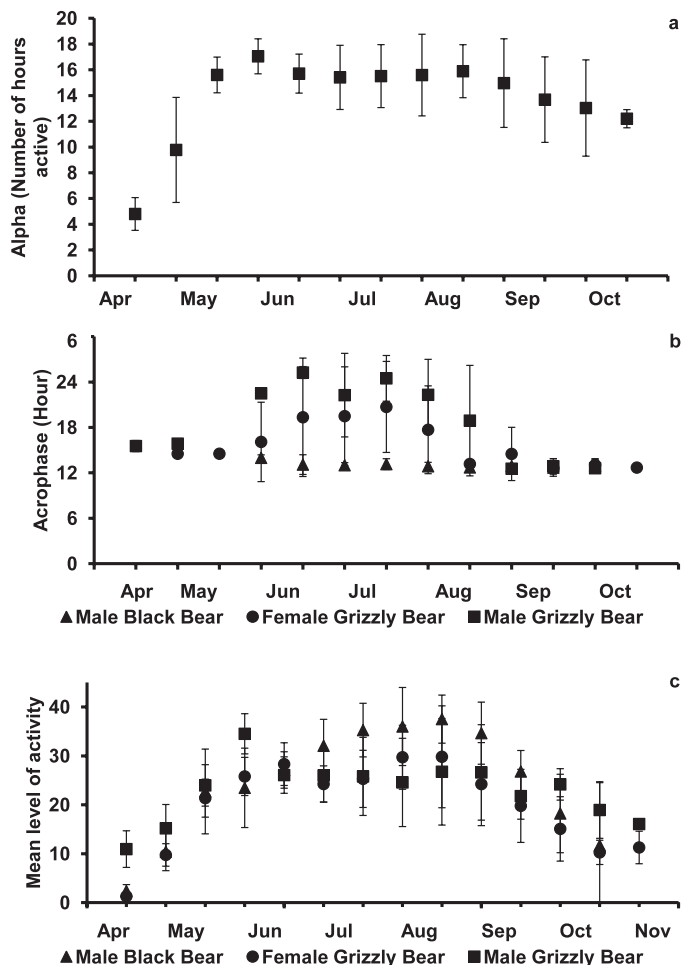 a
20
18
16
14
12
10
8
6
4
2
0
Alpha (Number of hours
active)
Apr May Jun Jul Aug Sep Oct
b
6
24
18
12
6
0
Acrophase (Hour)
Apr May Jun Jul Aug Sep Oct
Male Black Bear Female Grizzly Bear Male Grizzly Bear
c
40
30
20
10
0
Mean level of activity
Apr May Jun Jul Aug Sep Oct Nov
Male Black Bear Female Grizzly Bear Male Grizzly Bear